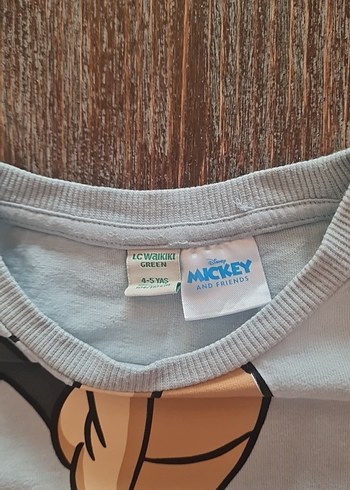 LC WAIKIKI
GREEN
4-5 YAŞ
Disney
MICKEY
AND FRIENDS